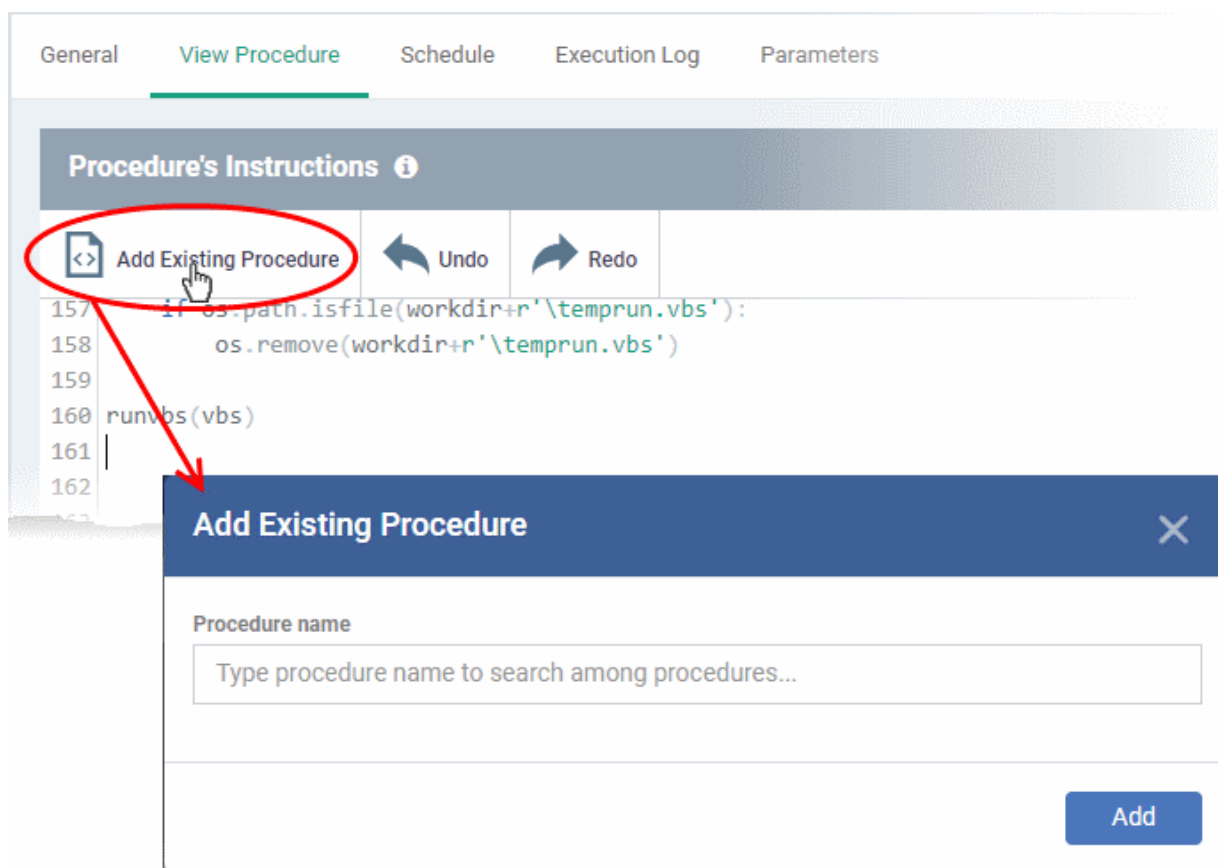 General View Procedure Schedule Execution Log Parameters
Procedure's Instructions
Add Existing Procedure Undo Redo
157 if os.path.isfile(workdir+r'\temprun.vbs'):
158 os.remove(workdir+r'\temprun.vbs')
159
160 runvbs(vbs)
161
162
Add Existing Procedure
Procedure name
Type procedure name to search among procedures...
Add